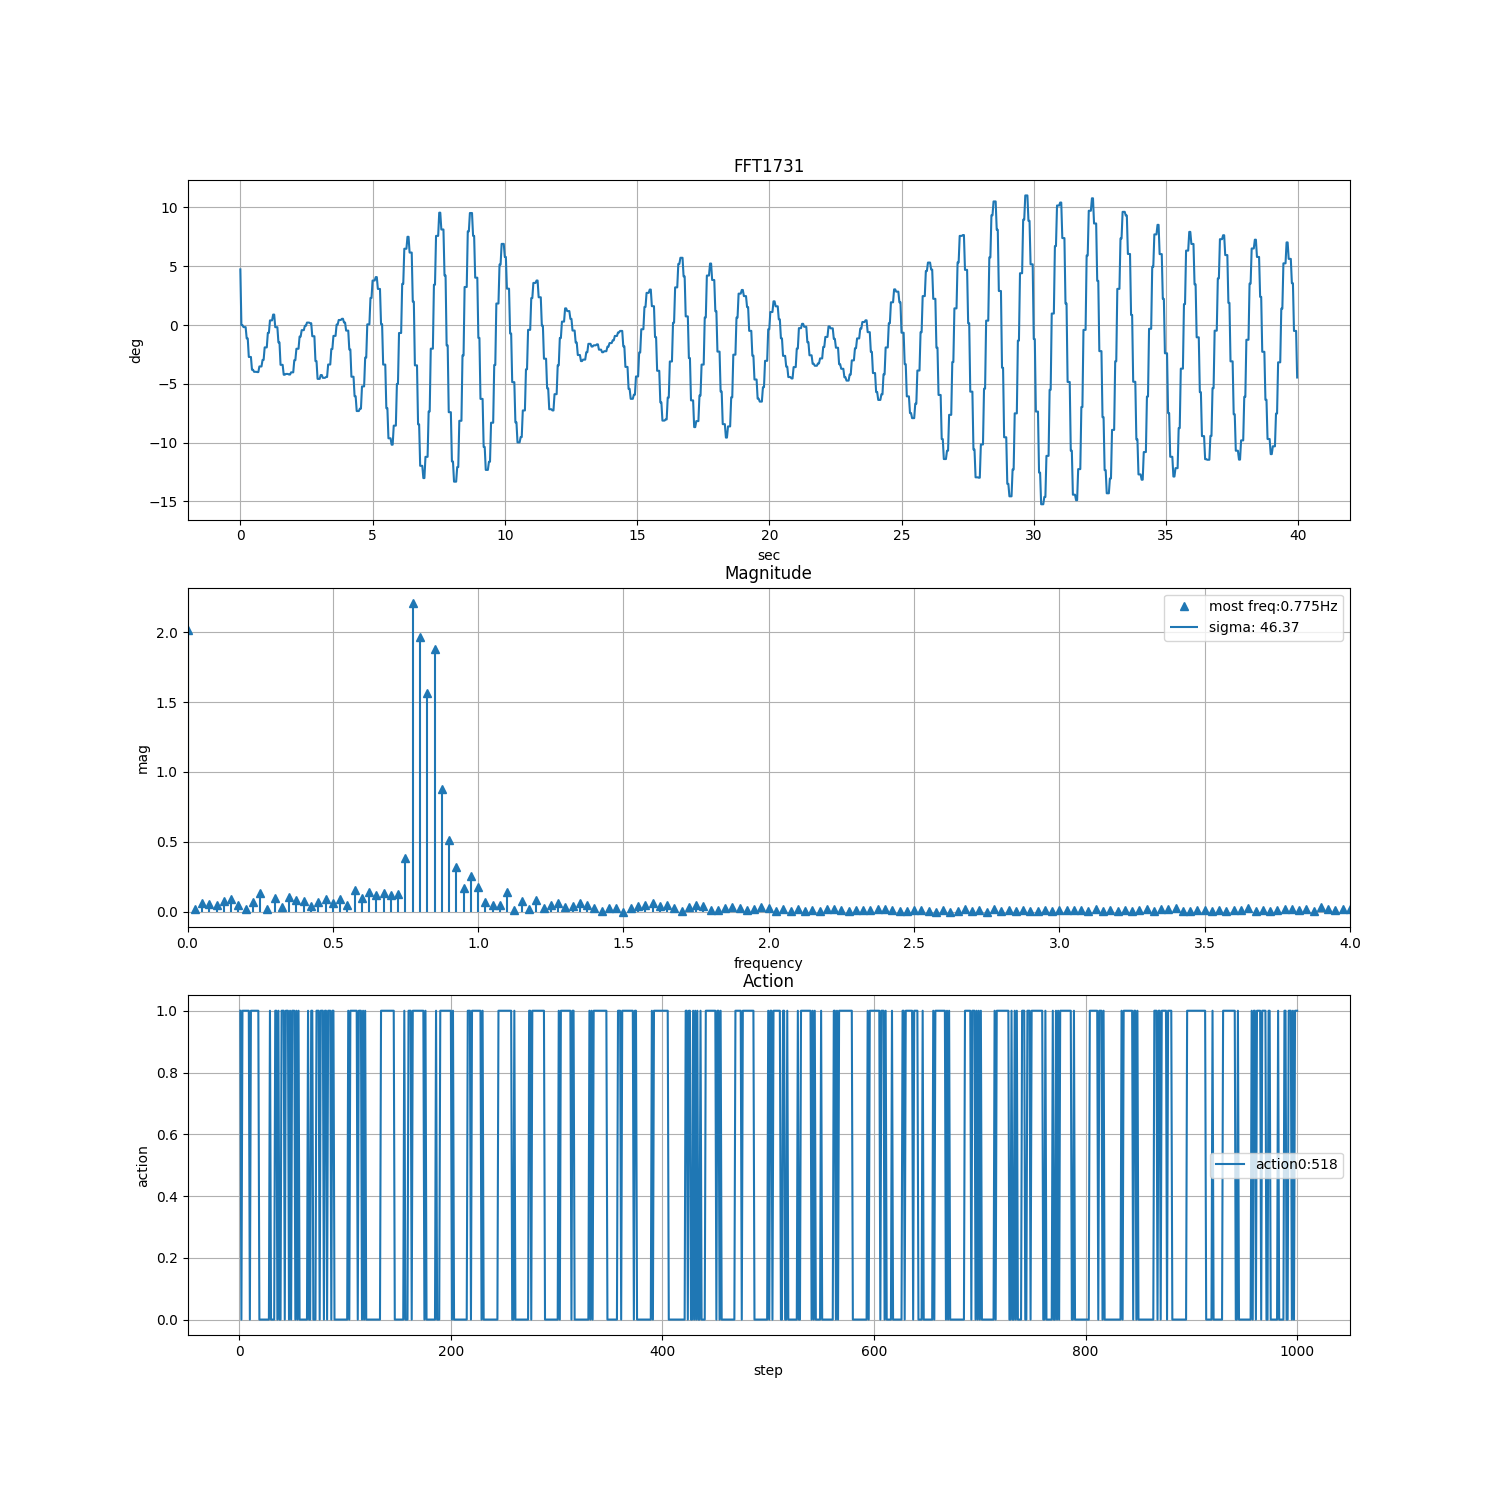 FFT1731
10
5
0
−5
−10
−15
deg
0 5 10 15 20 25 30 35 40
sec
Magnitude
most freq:0.775Hz
sigma: 46.37
2.0
1.5
1.0
0.5
0.0
mag
0.0 0.5 1.0 1.5 2.0 2.5 3.0 3.5 4.0
frequency
Action
1.0
0.8
0.6
0.4
0.2
0.0
action
action0:518
0 200 400 600 800 1000
step